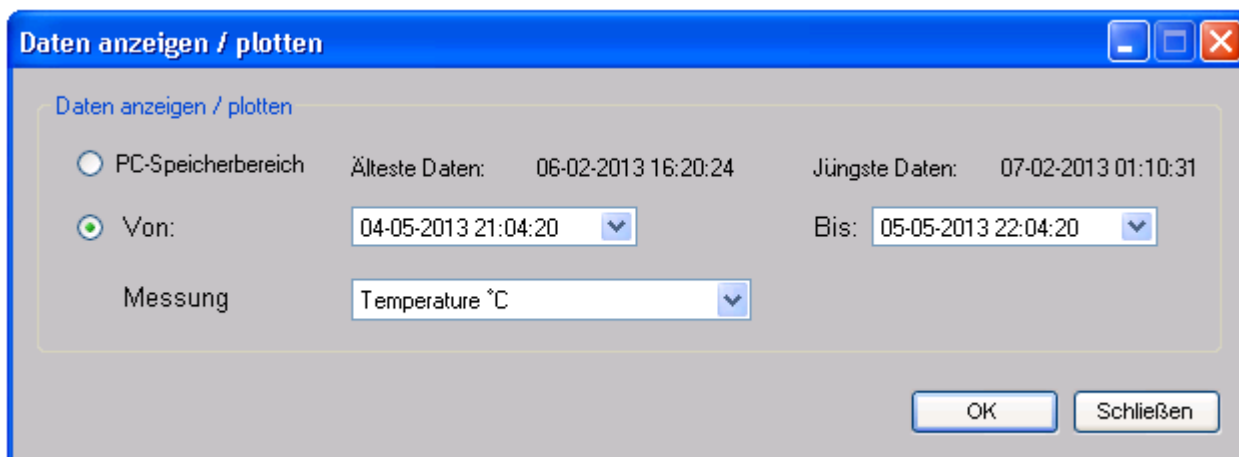 Daten anzeigen / plotten
Daten anzeigen / plotten
PC-Speicherbereich Älteste Daten: 06-02-2013 16:20:24 Jüngste Daten: 07-02-2013 01:10:31
Von: 04-05-2013 21:04:20 Bis: 05-05-2013 22:04:20
Messung Temperature °C
OK Schließen